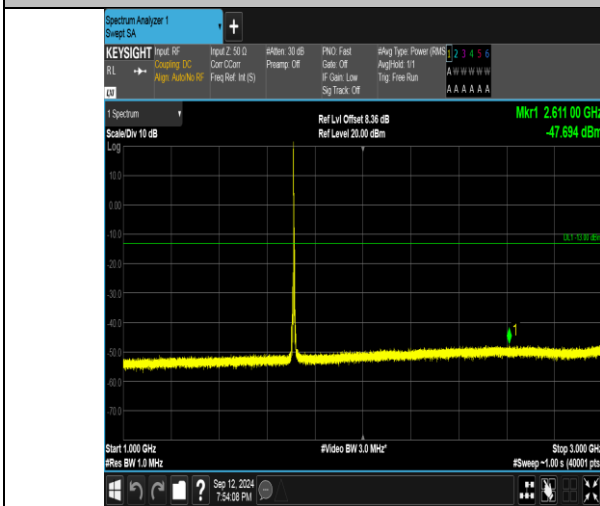 Spectrum Analyzer 1
Swept SA
+
KEYSIGHT Input: RF Input Z: 50 Ω #Atten: 30 dB PNO: Fast #Avg Type: Power (RMS 1 2 3 4 5 6
RL Coupling: DC Corr CCorr Preamp: Off Gate: Off Avg|Hold: 1/1 A W W W W W
Align: Auto/No RF Freq Ref: Int (S) IF Gain: Low Trig: Free Run
Sig Track: Off A A A A A A
LXI
1 Spectrum Ref Lvl Offset 8.36 dB Mkr1 2.611 00 GHz
Scale/Div 10 dB Ref Level 20.00 dBm -47.694 dBm
Log
10.0
0.00
-10.0
DL1 -13.00 dBm
-20.0
-30.0
1
-40.0
-50.0
-60.0
-70.0
Start 1.000 GHz #Video BW 3.0 MHz* Stop 3.000 GHz
#Res BW 1.0 MHz #Sweep ~1.00 s (40001 pts
? Sep 12, 2024
7:54:08 PM